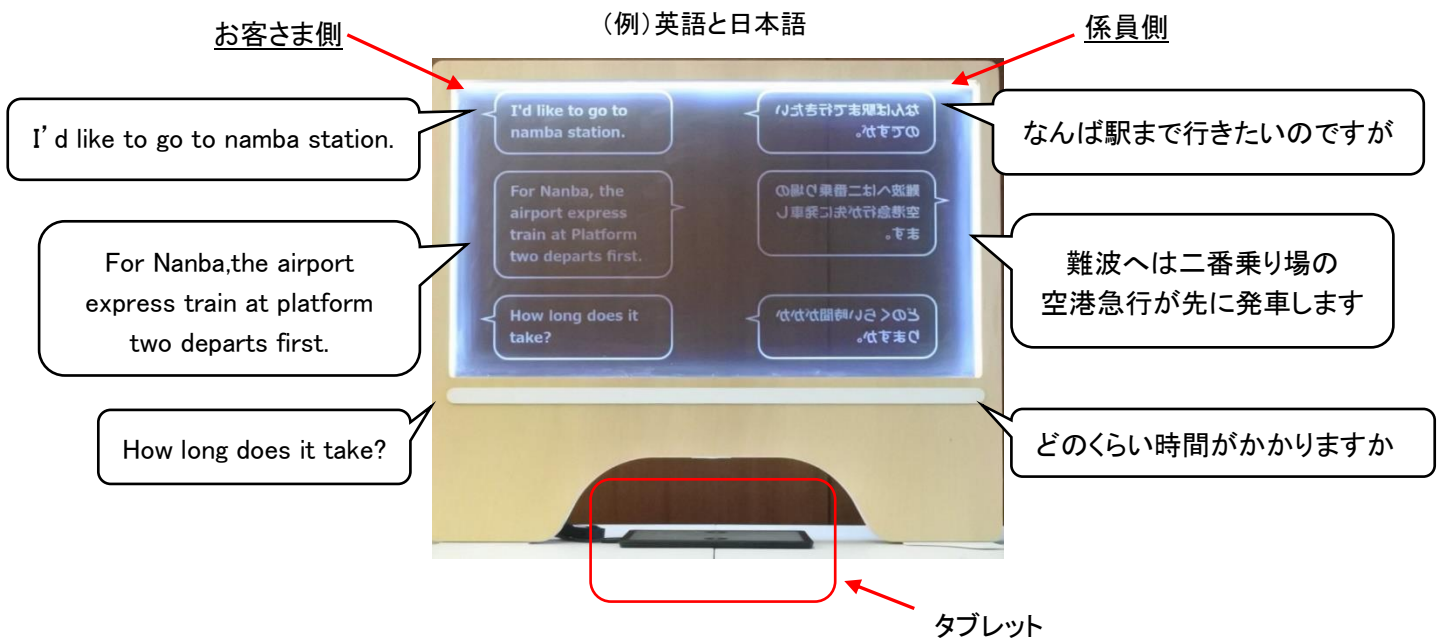 (例)英語と日本語
お客さま側
係員側
I'd like to go to namba station.
I'd like to go to
namba station.
なんば駅まで行きたい
のですが。
なんば駅まで行きたいのですが
For Nanba,the airport
express train at platform
two departs first.
For Nanba, the
airport express
train at Platform
two departs first.
難波へは二番乗り場の
空港急行が先に発車し
ます。
難波へは二番乗り場の
空港急行が先に発車します
How long does it take?
How long does it
take?
どのくらい時間がかか
りますか。
どのくらい時間がかかりますか
タブレット